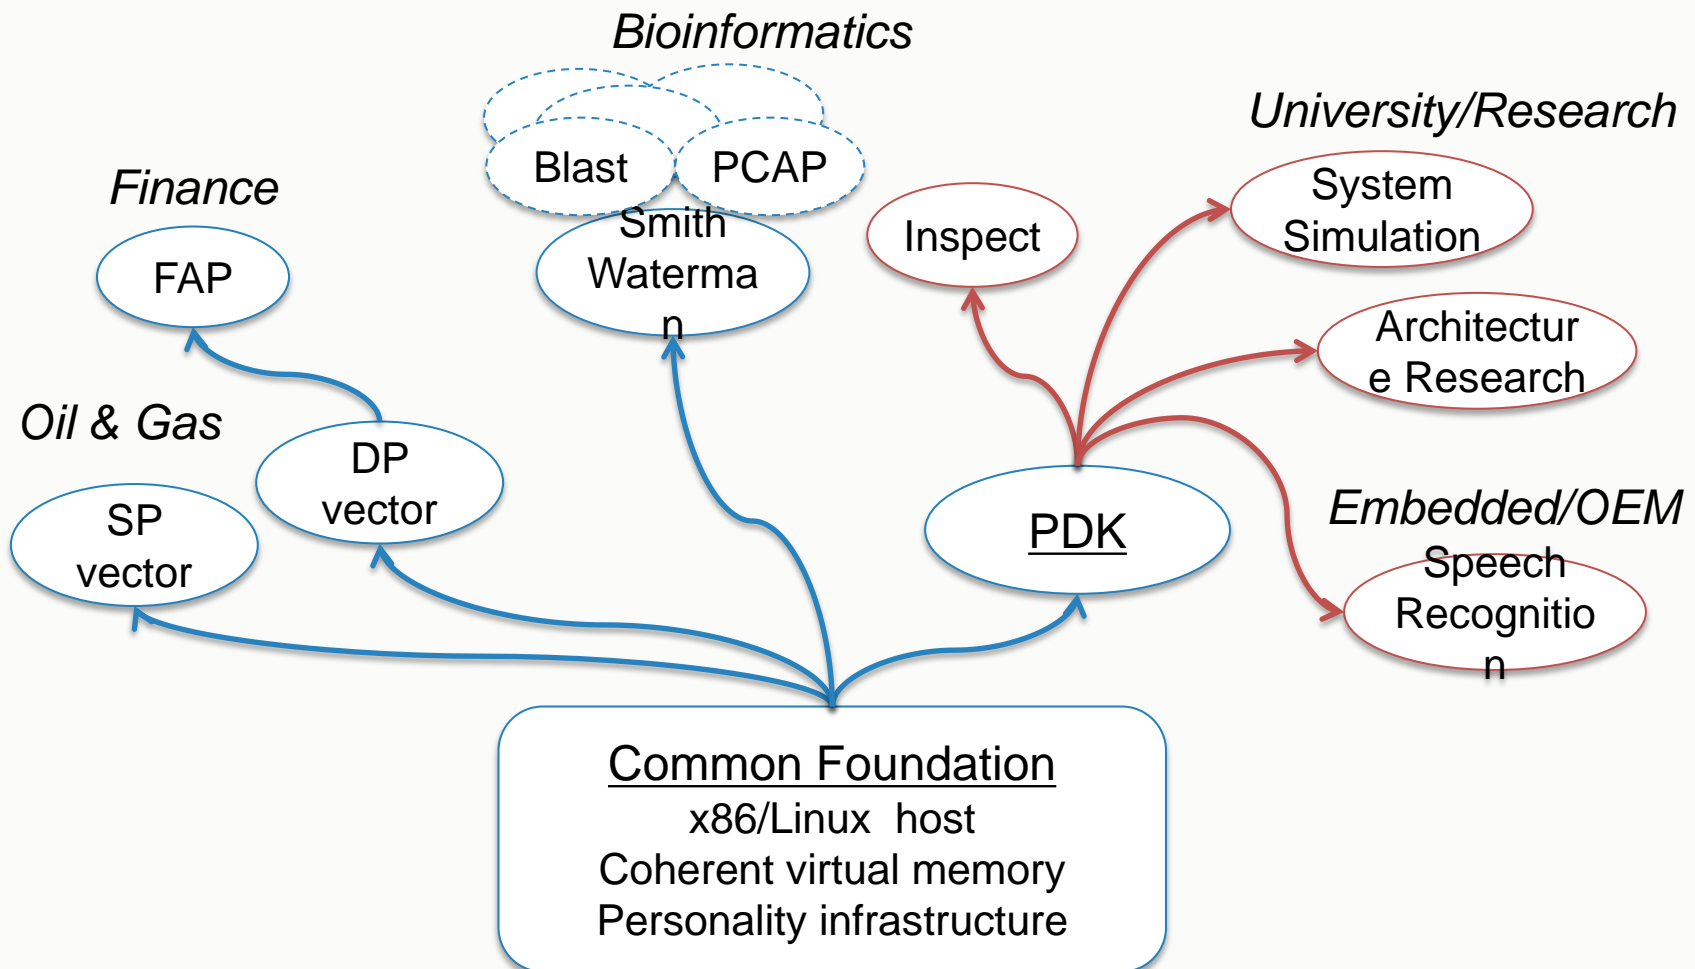 Bioinformatics
Blast
PCAP
Smith
Waterma
n
University/Research
System
Simulation
Inspect
Architectur
e Research
Finance
FAP
Oil & Gas
DP
vector
SP
vector
PDK
Embedded/OEM
Speech
Recognitio
n
Common Foundation
x86/Linux host
Coherent virtual memory
Personality infrastructure